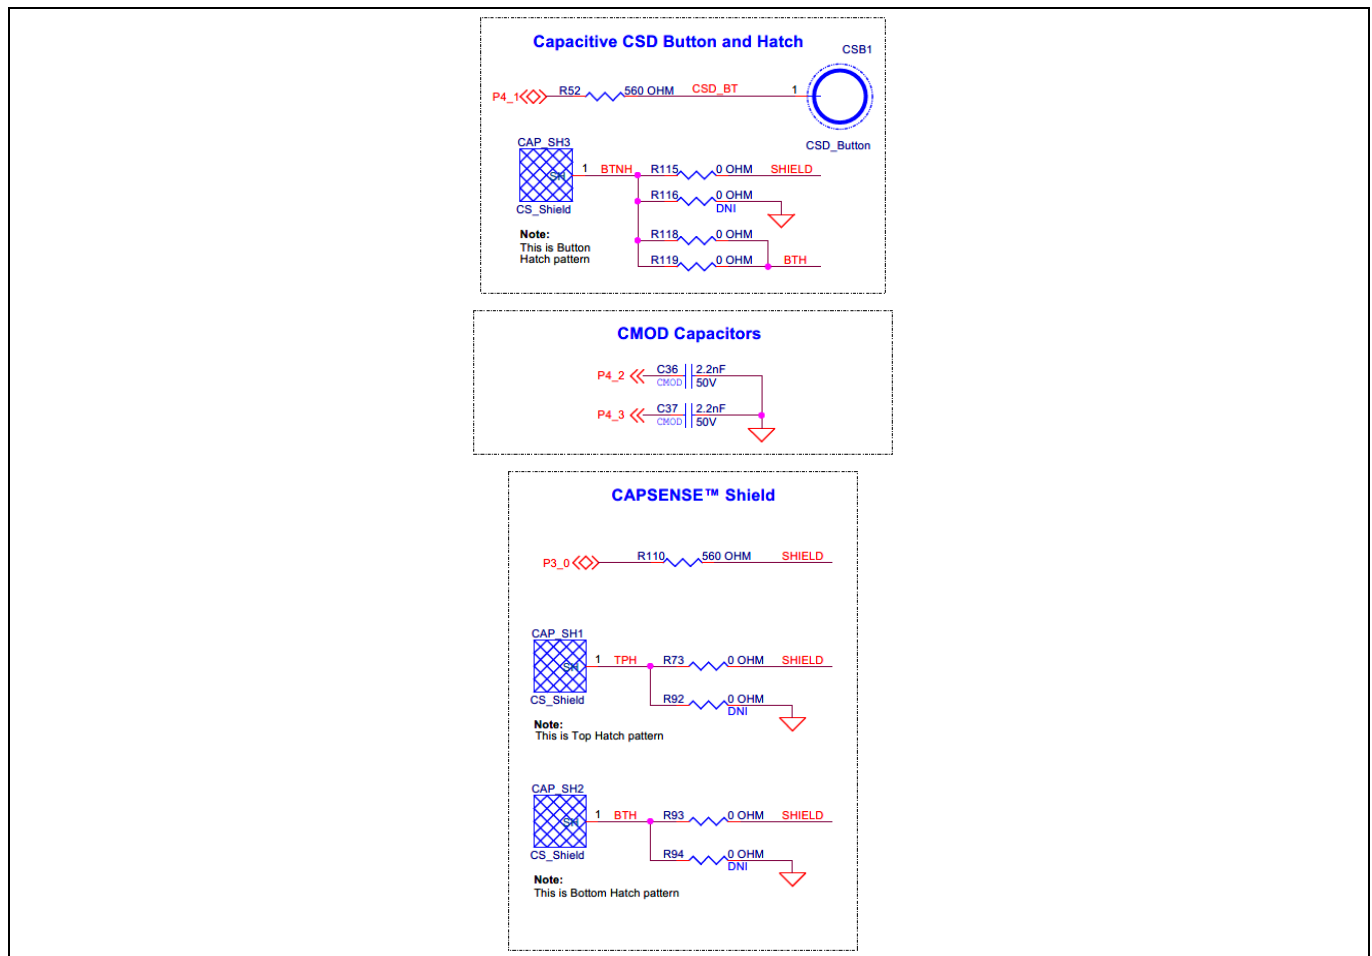 Capacitive CSD Button and Hatch
CSB1
P4_1 R52 560 OHM CSD_BT 1
CSD_Button
CAP_SH3
SH 1 BTNH R115 0 OHM SHIELD
R116 0 OHM
DNI
CS_Shield
Note:
This is Button
Hatch pattern
R118 0 OHM
R119 0 OHM BTH
CMOD Capacitors
P4_2 C36 2.2nF
CMOD 50V
P4_3 C37 2.2nF
CMOD 50V
CAPSENSE™ Shield
P3_0 R110 560 OHM SHIELD
CAP_SH1
SH 1 TPH R73 0 OHM SHIELD
CS_Shield R92 0 OHM
DNI
Note:
This is Top Hatch pattern
CAP_SH2
SH 1 BTH R93 0 OHM SHIELD
CS_Shield R94 0 OHM
DNI
Note:
This is Bottom Hatch pattern